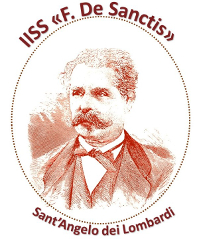 IISS «F. De Sanctis»
Sant'Angelo dei Lombardi